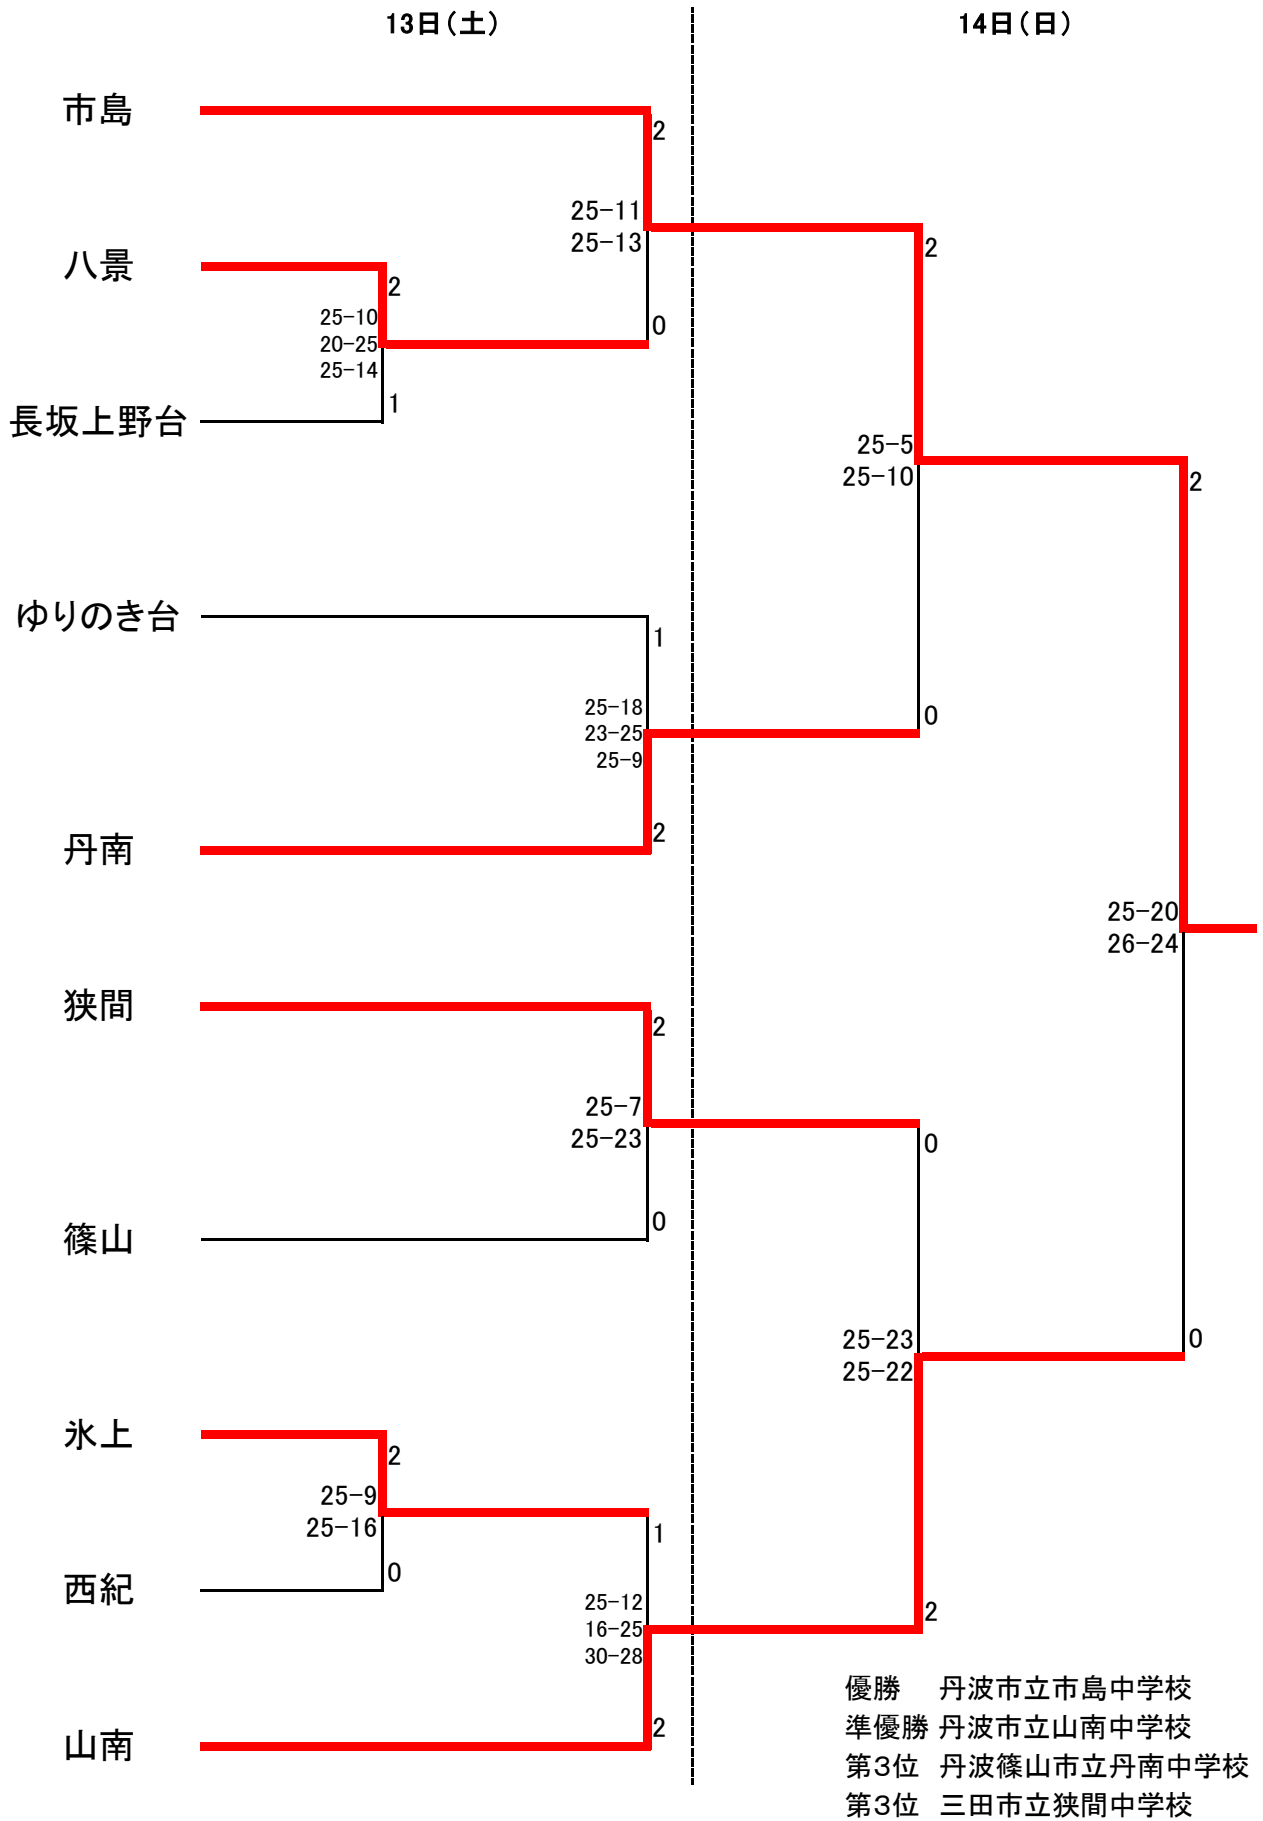 13日(土)
14日(日)
市島
2
25-11
25-13
2
八景
2
25-10
20-25
25-14
0
1
長坂上野台
25-5
25-10
2
ゆりのき台
1
25-18
23-25
25-9
0
2
丹南
25-20
26-24
狭間
2
25-7
25-23
0
0
篠山
25-23
25-22
0
氷上
2
25-9
25-16
1
0
西紀
25-12
16-25
30-28
2
2
山南
優勝 丹波市立市島中学校
準優勝 丹波市立山南中学校
第3位 丹波篠山市立丹南中学校
第3位 三田市立狭間中学校